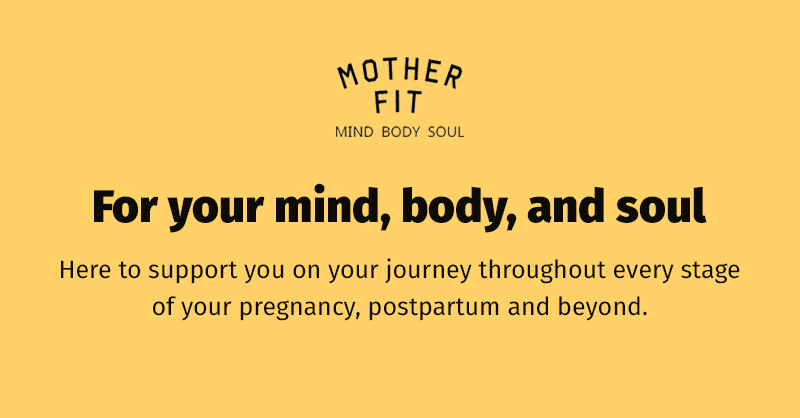 MOTHER
FIT
MIND BODY SOUL
For your mind, body, and soul
Here to support you on your journey throughout every stage
of your pregnancy, postpartum and beyond.